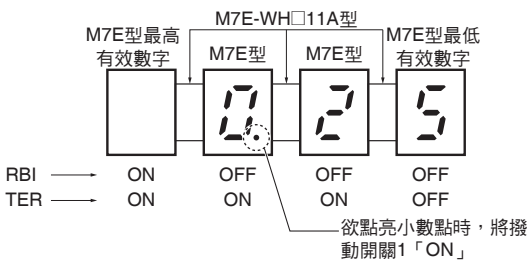 M7E-WH□11A型
M7E型最高
有效數字
M7E型
M7E型
M7E型最低
有效數字
0.
2
5
RBI ON OFF OFF OFF
TER ON ON ON OFF
欲點亮小數點時，將撥
動開關1「ON」